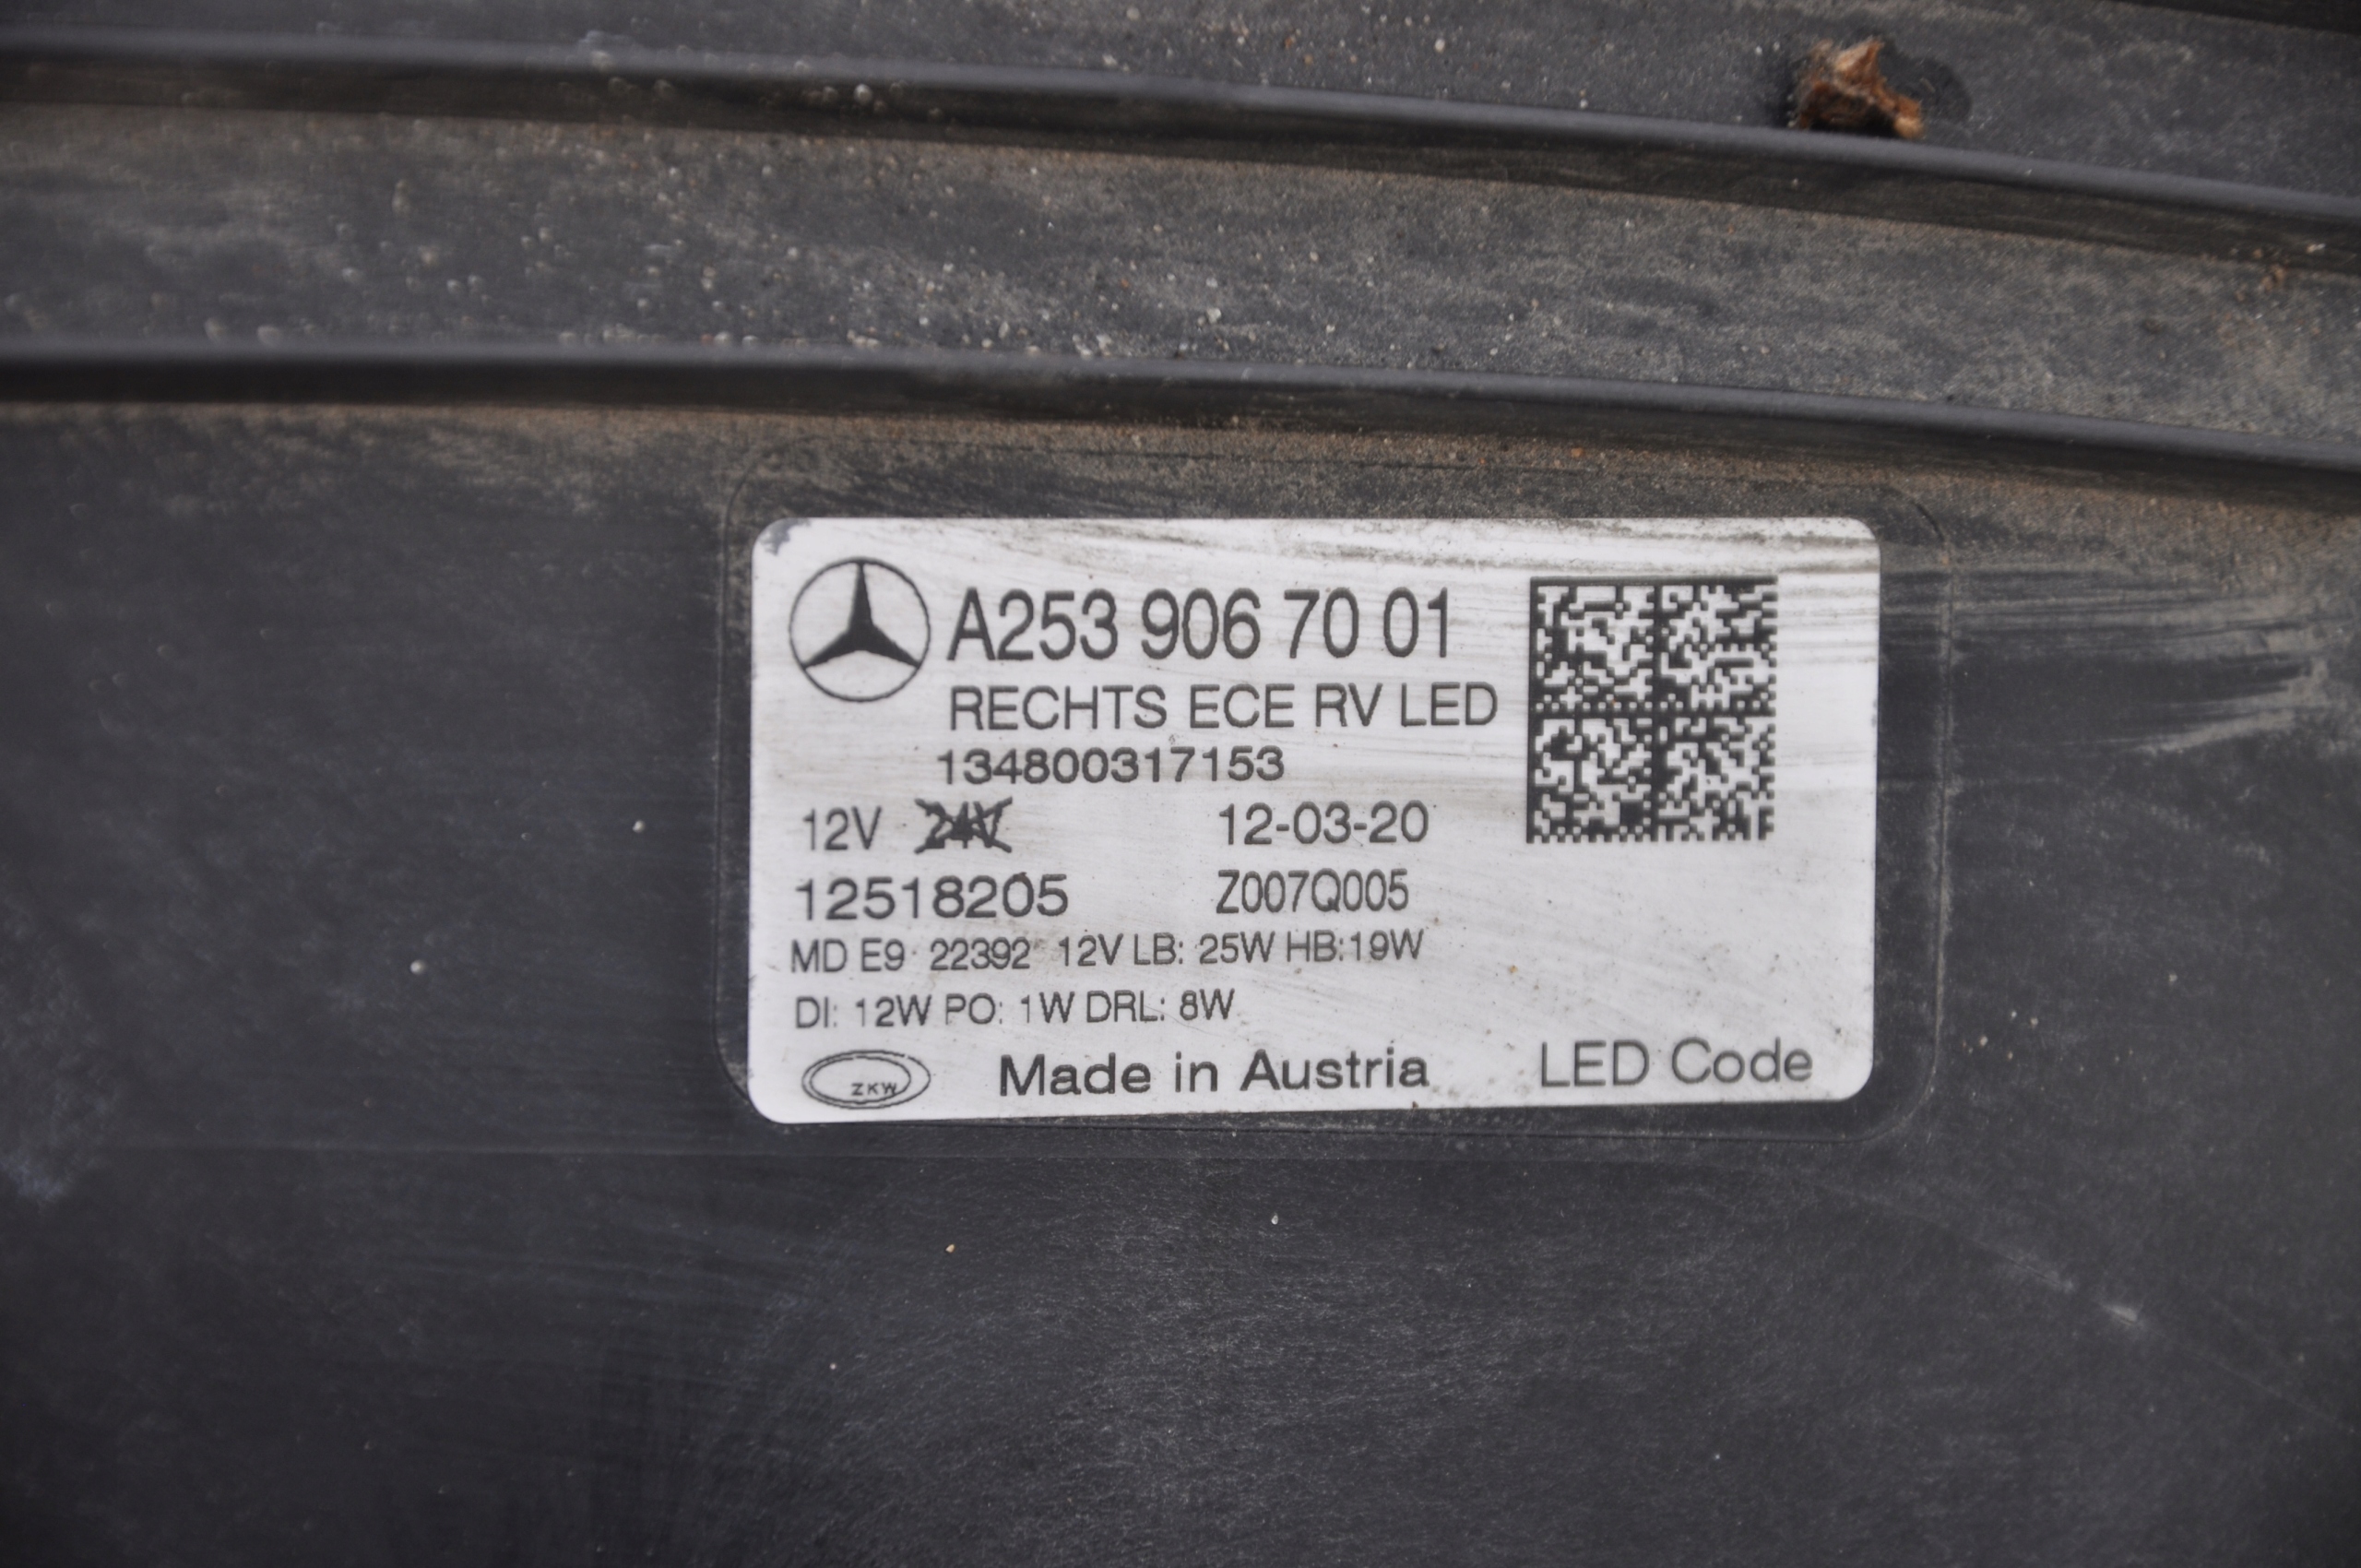 A253 906 70 01
RECHTS ECE RV LED
134800317153
12V 24V 12-03-20
12518205 Z007Q005
MD E9 22392 12V LB: 25W HB:19W
DI: 12W PO: 1W DRL: 8W
ZKW Made in Austria LED Code